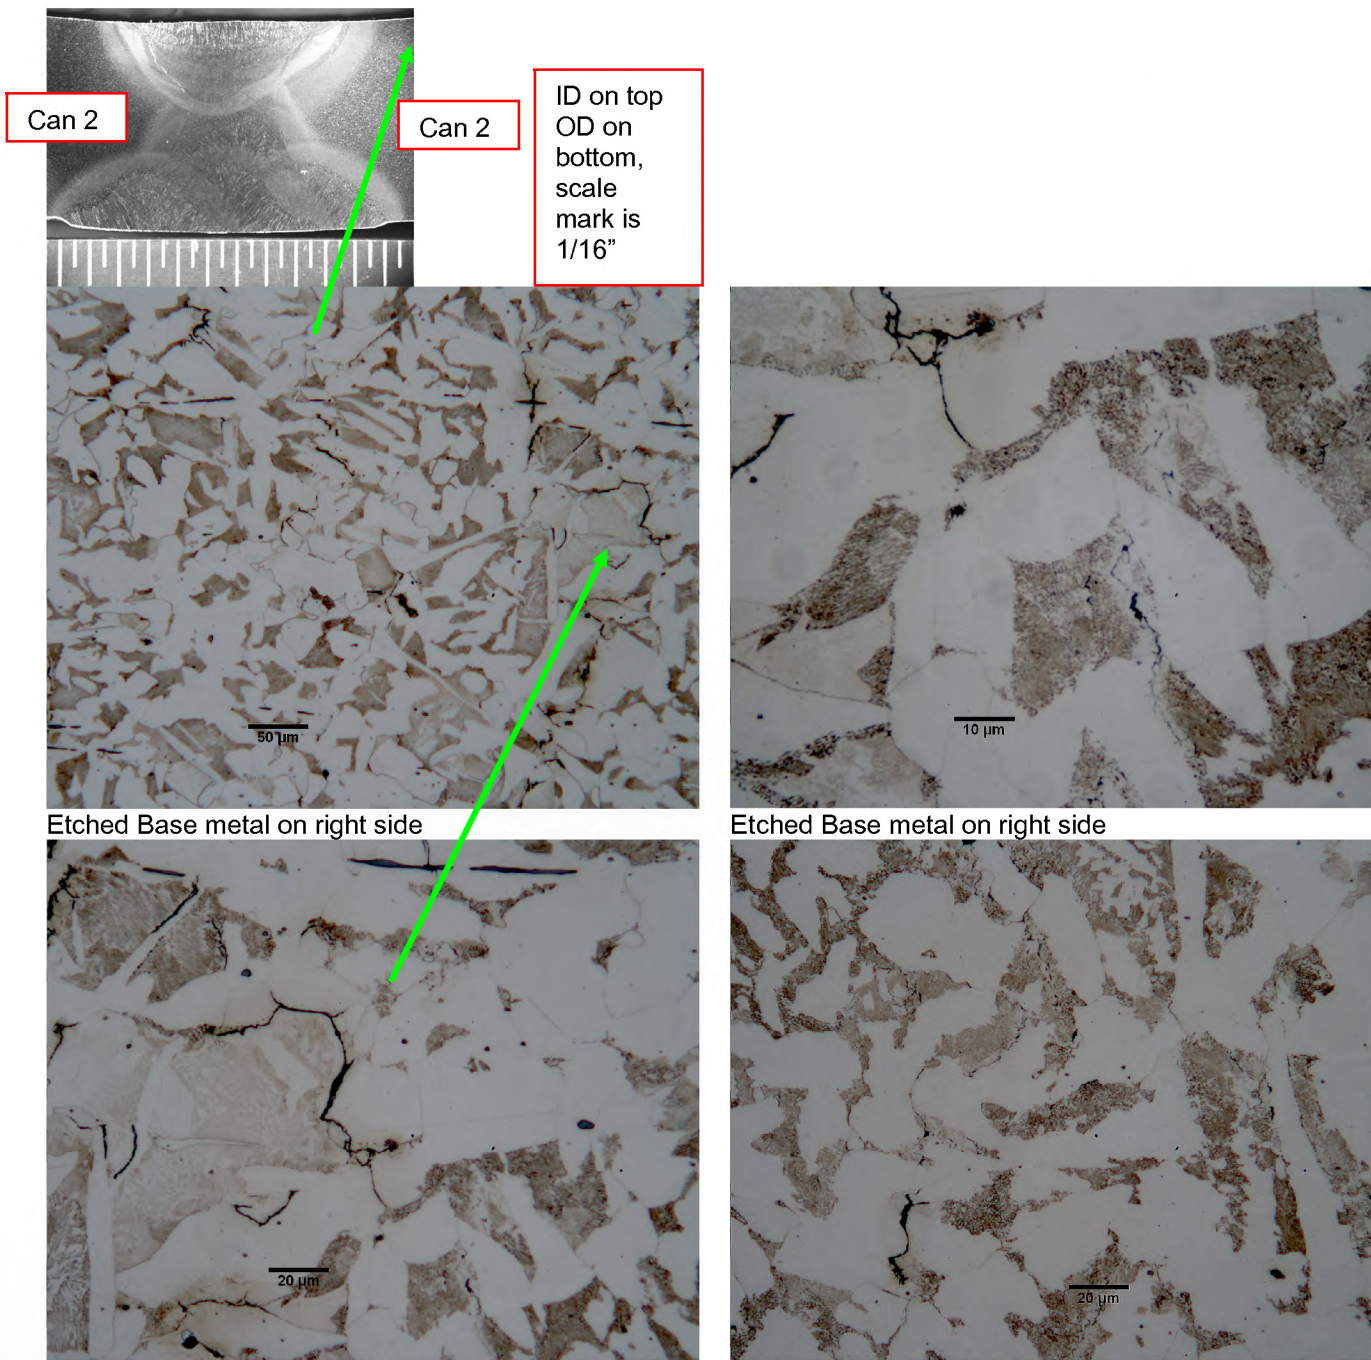 Can 2
Can 2
ID on top
OD on
bottom,
scale
mark is
1/16”
50 µm
10 µm
Etched Base metal on right side
Etched Base metal on right side
20 µm
20 µm